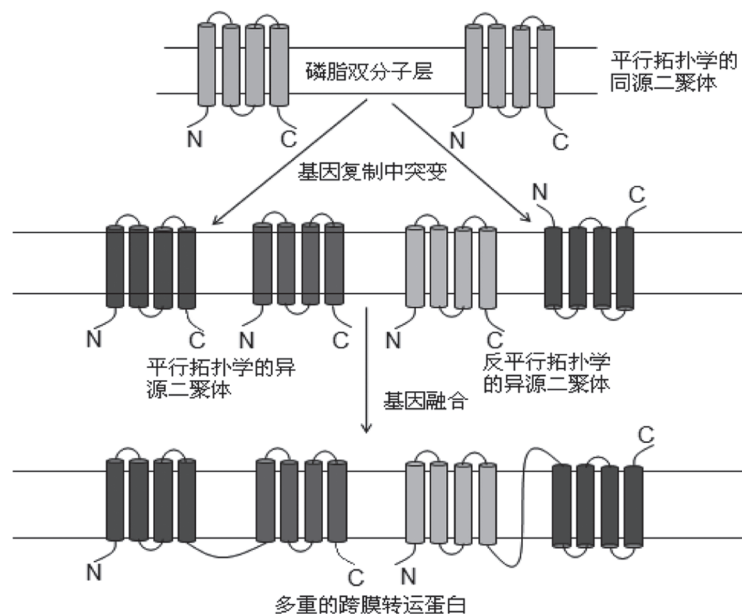 磷脂双分子层
平行拓扑学的
同源二聚体
N
C
N
C
基因复制中突变
N
C
N
C
N
C
N
C
平行拓扑学的异
源二聚体
反平行拓扑学
的异源二聚体
基因融合
C
N
C
N
多重的跨膜转运蛋白